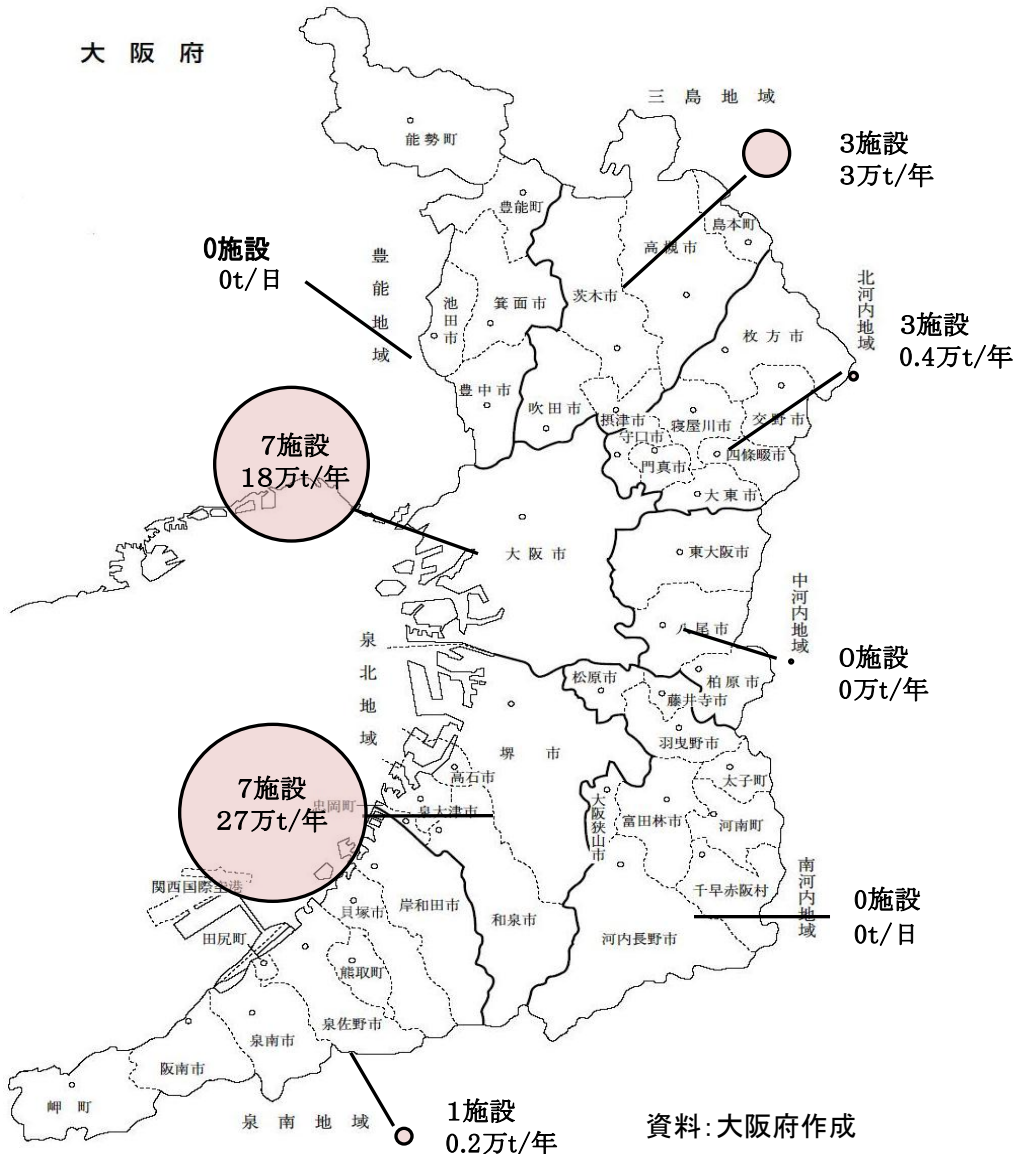 大阪府
三島地域
3施設
3万t/年
能勢町
豊能町
島本町
高槻市
茨木市
0施設
0t/日
豊能地域
池田市
箕面市
北河内地域
枚方市
3施設
0.4万t/年
豊中市
吹田市
摂津市
寝屋川市
交野市
守口市
門真市
四條畷市
大東市
7施設
18万t/年
大阪市
東大阪市
中河内地域
八尾市
0施設
0万t/年
柏原市
泉北地域
松原市
藤井寺市
羽曳野市
堺市
高石市
太子町
7施設
27万t/年
忠岡町
泉大津市
大阪狭山市
富田林市
河南町
千早赤阪村
南河内地域
0施設
0t/日
関西国際空港
貝塚市
岸和田市
和泉市
河内長野市
田尻町
熊取町
泉佐野市
泉南市
阪南市
岬町
泉南地域
1施設
0.2万t/年
資料:大阪府作成